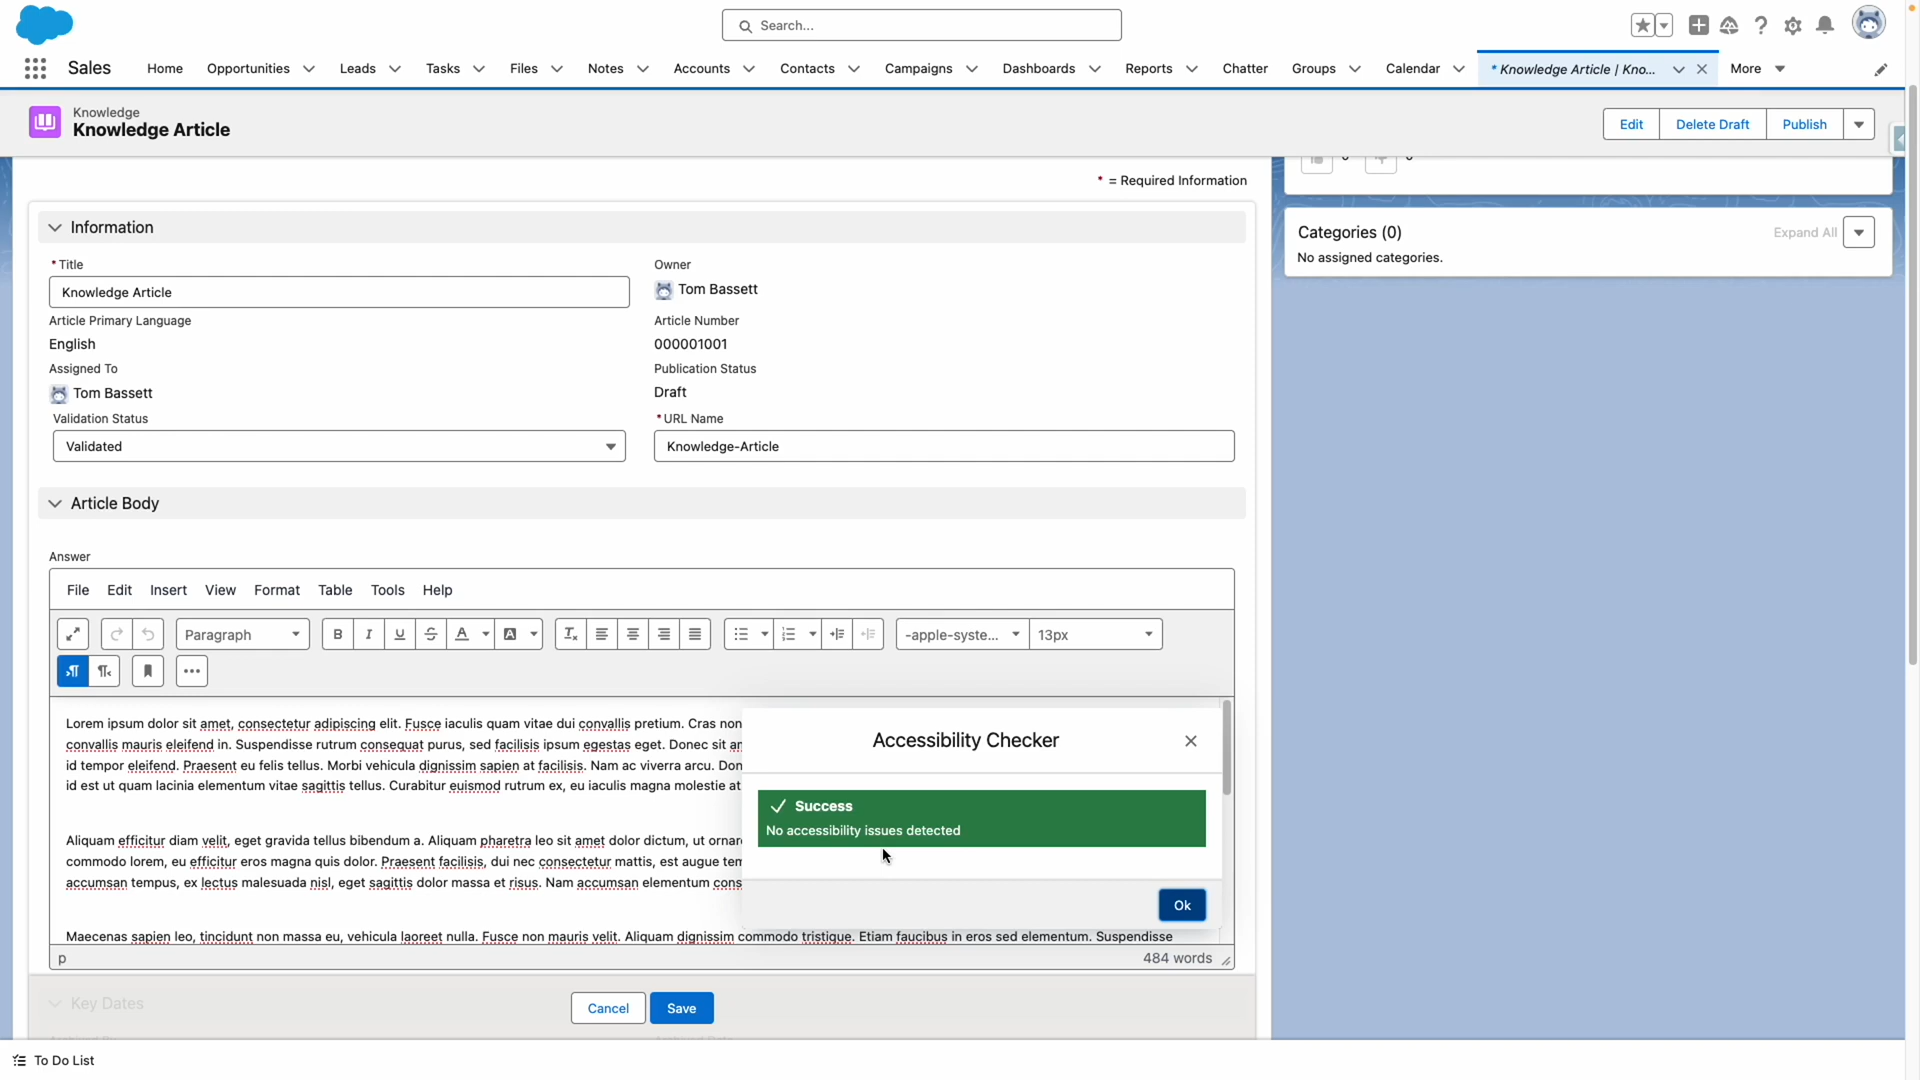 Search...
Sales
Home
Opportunities
Leads
Tasks
Files
Notes
Accounts
Contacts
Campaigns
Dashboards
Reports
Chatter
Groups
Calendar
* Knowledge Article | Kno...
More
Knowledge
Knowledge Article
Edit
Delete Draft
Publish
* = Required Information
Information
* Title
Knowledge Article
Owner
Tom Bassett
Article Primary Language
English
Article Number
000001001
Assigned To
Tom Bassett
Publication Status
Draft
Validation Status
Validated
* URL Name
Knowledge-Article
Categories (0)
Expand All
No assigned categories.
Article Body
Answer
File Edit Insert View Format Table Tools Help
Paragraph
-apple-syste...
13px
Lorem ipsum dolor sit amet, consectetur adipiscing elit. Fusce iaculis quam vitae dui convallis pretium. Cras non
convallis mauris eleifend in. Suspendisse rutrum consequat purus, sed facilisis ipsum egestas eget. Donec sit
id tempor eleifend. Praesent eu felis tellus. Morbi vehicula dignissim sapien at facilisis. Nam ac viverra arcu. Don
id est ut quam lacinia elementum vitae sagittis tellus. Curabitur euismod rutrum ex, eu iaculis magna molestie at
Aliquam efficitur diam velit, eget gravida tellus bibendum a. Aliquam pharetra leo sit amet dolor dictum, ut ornar
commodo lorem, eu efficitur eros magna quis dolor. Praesent facilisis, dui nec consectetur mattis, est augue tem
accumsan tempus, ex lectus malesuada nisl, eget sagittis dolor massa et risus. Nam accumsan elementum cons
Maecenas sapien leo, tincidunt non massa eu, vehicula laoreet nulla. Fusce non mauris velit. Aliquam dignissim commodo tristique. Etiam faucibus in eros sed elementum. Suspendisse
Accessibility Checker
Success
No accessibility issues detected
Ok
p
484 words
Key Dates
Cancel
Save
To Do List